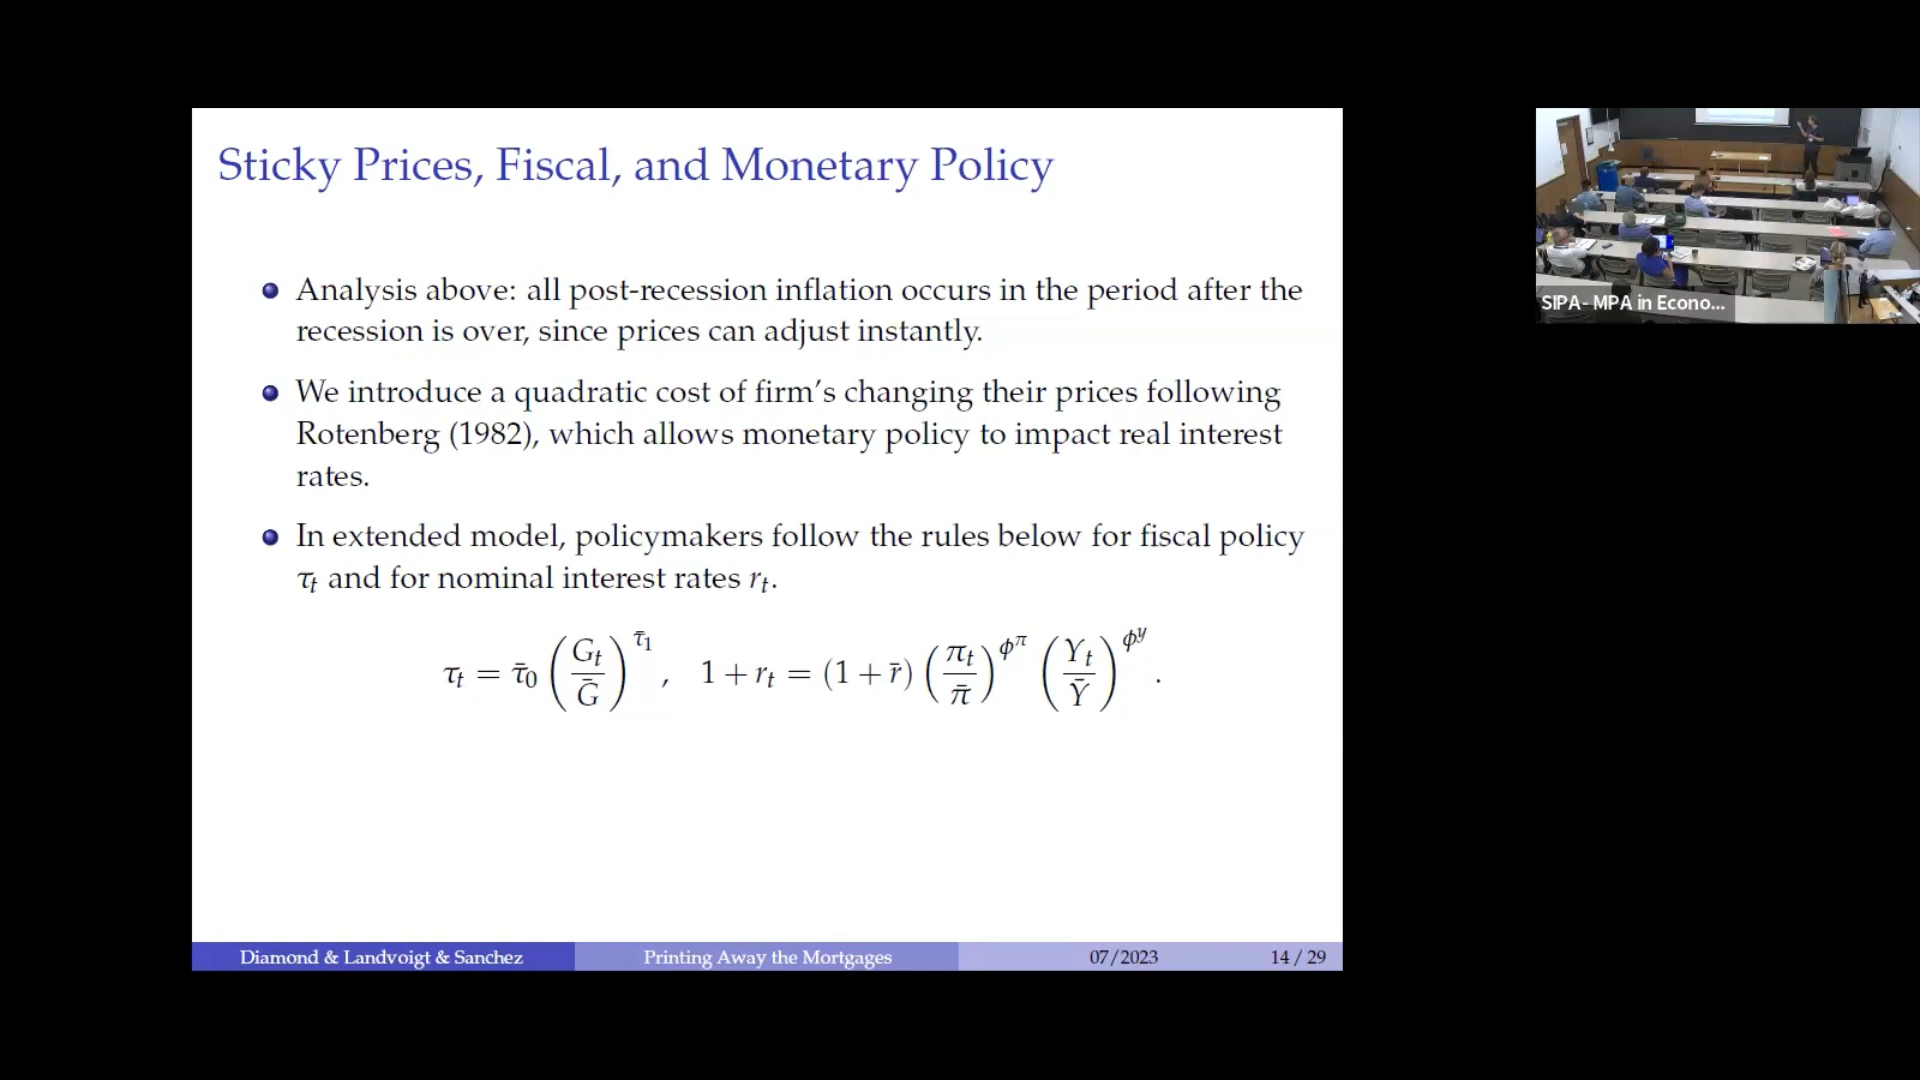 Sticky Prices, Fiscal, and Monetary Policy
Analysis above: all post-recession inflation occurs in the period after the
recession is over, since prices can adjust instantly.
We introduce a quadratic cost of firm's changing their prices following
Rotenberg (1982), which allows monetary policy to impact real interest
rates.
In extended model, policymakers follow the rules below for fiscal policy
τₜ and for nominal interest rates rₜ.
τₜ = τ̄₀ (Gₜ/Ḡ)^τ̄₁ , 1 + rₜ = (1 + r̄) (πₜ/π̄)^ϕ^π (Yₜ/Ȳ)^ϕ^y .
Diamond & Landvoigt & Sanchez Printing Away the Mortgages 07/2023 14 / 29
SIPA- MPA in Econo...